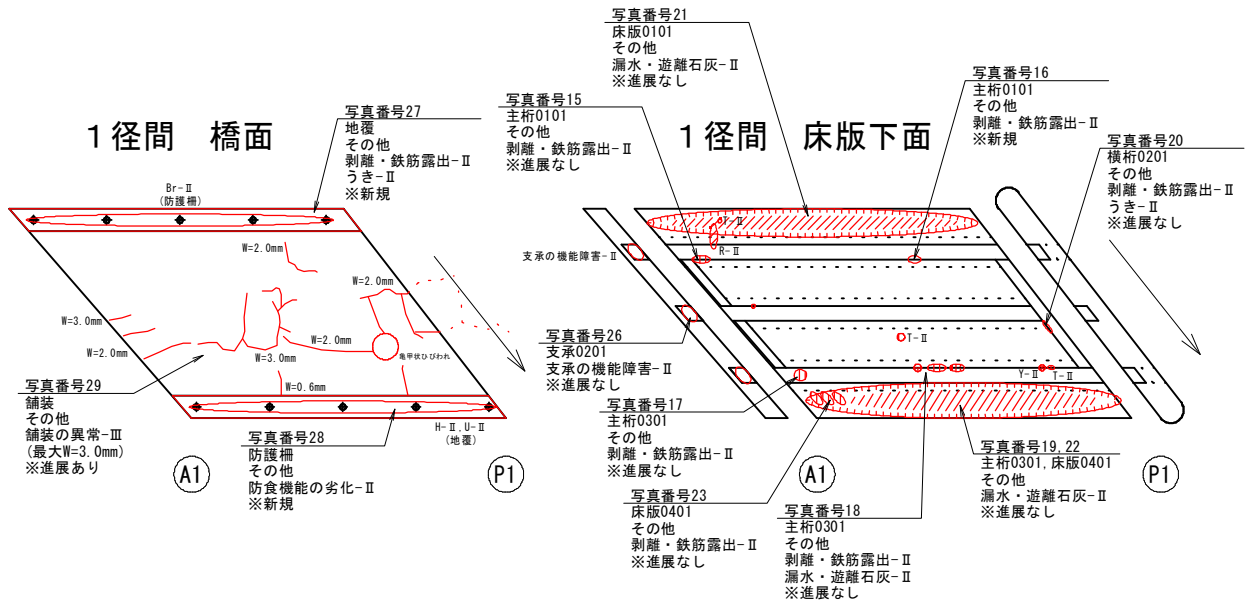 １径間　橋面
写真番号27
地覆
その他
剥離・鉄筋露出-Ⅱ
うき-Ⅱ
※新規
Br-Ⅱ
(防護柵)
W=2.0mm
W=2.0mm
W=3.0mm
W=2.0mm
W=2.0mm
W=3.0mm
亀甲状ひびわれ
W=0.6mm
写真番号29
舗装
その他
舗装の異常-Ⅲ
(最大W=3.0mm)
※進展あり
A1
写真番号28
防護柵
その他
防食機能の劣化-Ⅱ
※新規
H-Ⅱ,U-Ⅱ
(地覆)
P1
１径間　床版下面
写真番号21
床版0101
その他
漏水・遊離石灰-Ⅱ
※進展なし
写真番号15
主桁0101
その他
剥離・鉄筋露出-Ⅱ
※進展なし
写真番号16
主桁0101
その他
剥離・鉄筋露出-Ⅱ
※新規
写真番号20
横桁0201
その他
剥離・鉄筋露出-Ⅱ
うき-Ⅱ
※進展なし
T-Ⅱ
R-Ⅱ
支承の機能障害-Ⅱ
T-Ⅱ
Y-Ⅱ
T-Ⅱ
写真番号26
支承0201
支承の機能障害-Ⅱ
※進展なし
写真番号17
主桁0301
その他
剥離・鉄筋露出-Ⅱ
※進展なし
写真番号23
床版0401
その他
剥離・鉄筋露出-Ⅱ
※進展なし
A1
写真番号18
主桁0301
その他
剥離・鉄筋露出-Ⅱ
漏水・遊離石灰-Ⅱ
※進展なし
写真番号19,22
主桁0301,床版0401
その他
漏水・遊離石灰-Ⅱ
※進展なし
P1